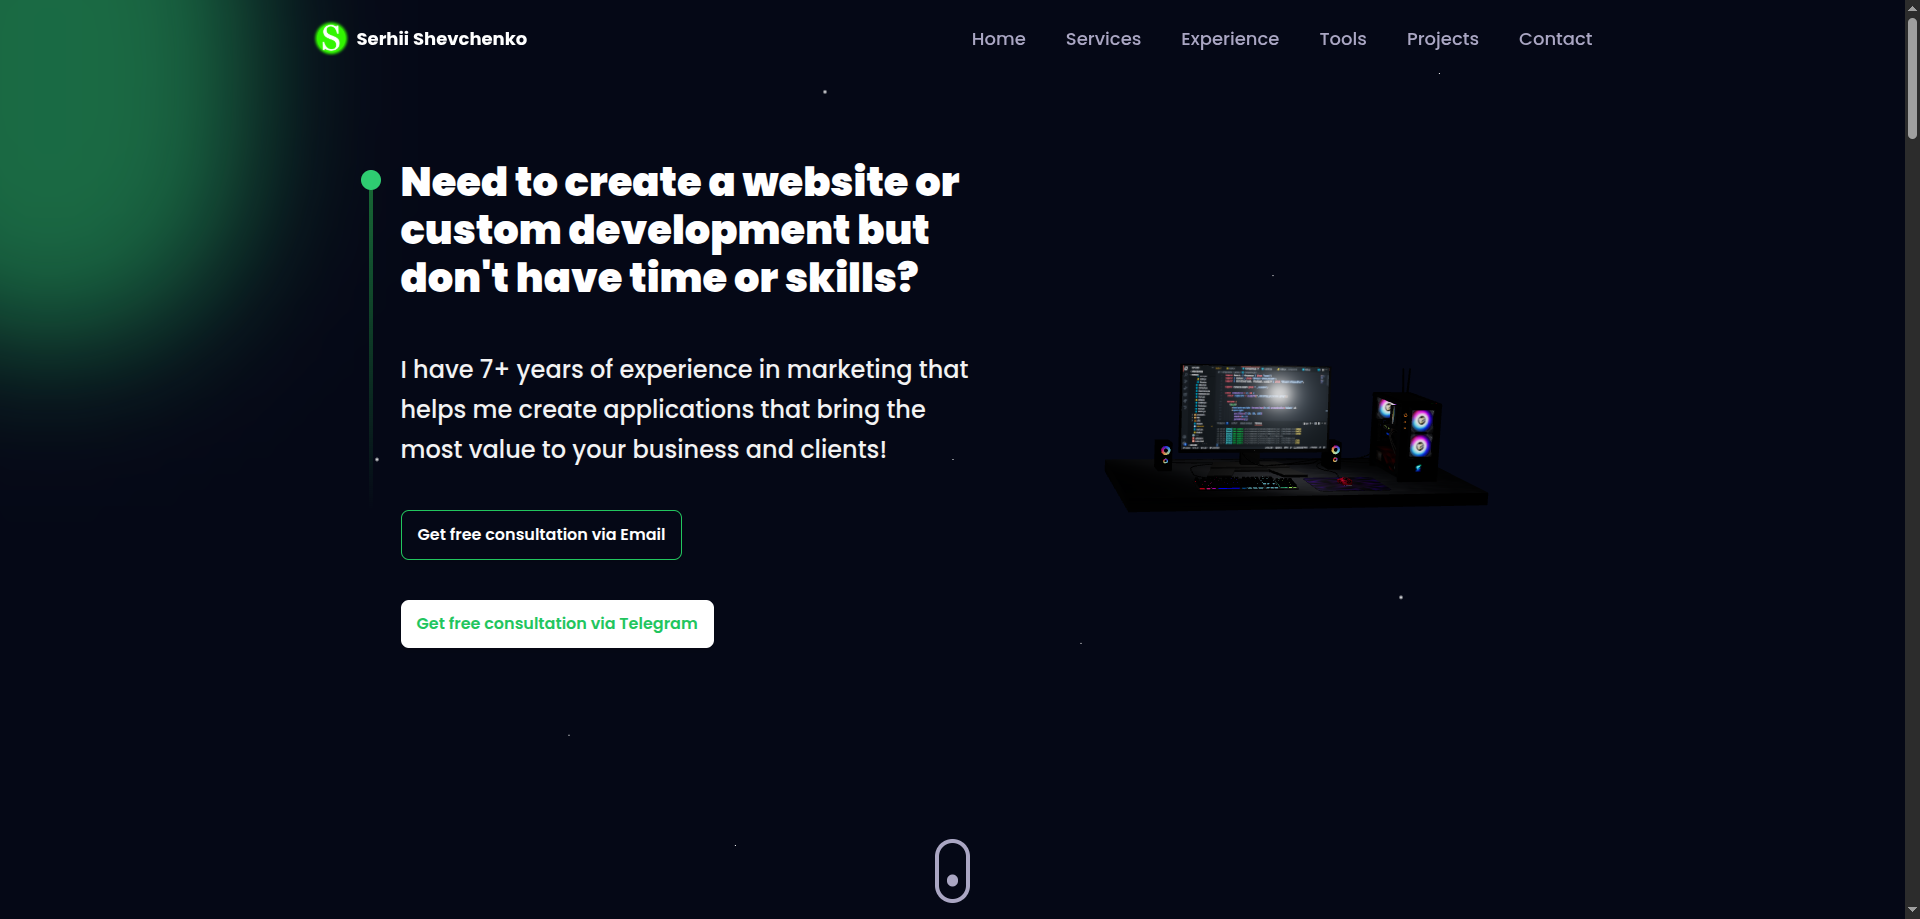 S Serhii Shevchenko
Home Services Experience Tools Projects Contact
Need to create a website or
custom development but
don't have time or skills?
I have 7+ years of experience in marketing that
helps me create applications that bring the
most value to your business and clients!
Get free consultation via Email
Get free consultation via Telegram